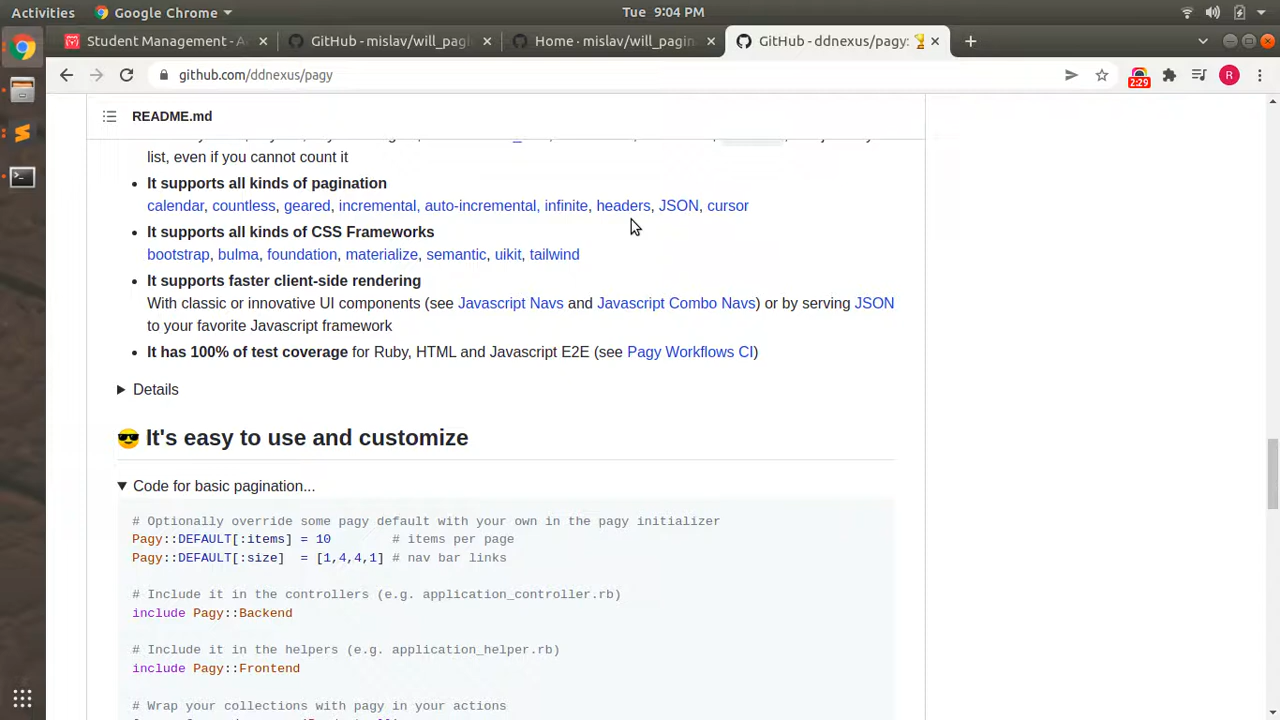 Activities Google Chrome Tue 9:04 PM
Student Management - A GitHub - mislav/will_pag Home · mislav/will_pagin GitHub - ddnexus/pagy:
github.com/ddnexus/pagy 2:29 R
README.md
list, even if you cannot count it
It supports all kinds of pagination
calendar, countless, geared, incremental, auto-incremental, infinite, headers, JSON, cursor
It supports all kinds of CSS Frameworks
bootstrap, bulma, foundation, materialize, semantic, uikit, tailwind
It supports faster client-side rendering
With classic or innovative UI components (see Javascript Navs and Javascript Combo Navs) or by serving JSON
to your favorite Javascript framework
It has 100% of test coverage for Ruby, HTML and Javascript E2E (see Pagy Workflows CI)
Details
😎 It's easy to use and customize
Code for basic pagination...
# Optionally override some pagy default with your own in the pagy initializer
Pagy::DEFAULT[:items] = 10 # items per page
Pagy::DEFAULT[:size] = [1,4,4,1] # nav bar links
# Include it in the controllers (e.g. application_controller.rb)
include Pagy::Backend
# Include it in the helpers (e.g. application_helper.rb)
include Pagy::Frontend
# Wrap your collections with pagy in your actions